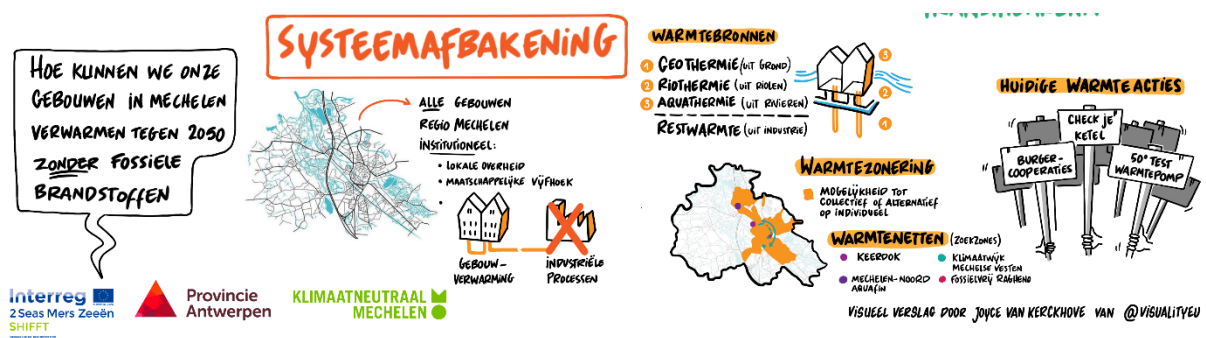 HOE KUNNEN WE ONZE
GEBOUWEN IN MECHELEN
VERWARMEN TEGEN 2050
ZONDER FOSSIELE
BRANDSTOFFEN
SYSTEEMAFBAKENING
ALLE GEBOUWEN
REGIO MECHELEN
INSTITUTIONEEL:
• LOKALE OVERHEID
• MAATSCHAPPELIJKE VIJFHOEK
•
GEBOUW-
VERWARMING
INDUSTRIËLE
PROCESSEN
WARMTEBRONNEN
1 GEOTHERMIE (UIT GROND)
2 RIOTHERMIE (UIT RIOLEN)
3 AQUATHERMIE (UIT RIVIEREN)
RESTWARMTE (UIT INDUSTRIE)
3
2
1
WARMTEZONERING
MOGELIJKHEID TOT
COLLECTIEF OF ALTERNATIEF
OP INDIVIDUEEL
WARMTENETTEN (ZOEKZONES)
• KEERDOK
• KLIMAATWIJK
MECHELSE VESTEN
• MECHELEN-NOORD
AQUAFIN
• FOSSIELVRIJ RAGHENO
HUIDIGE WARMTE ACTIES
CHECK JE
KETEL
BURGER-
COOPERATIES
50° TEST
WARMTEPOMP
VISUEEL VERSLAG DOOR JOYCE VAN KERCKHOVE VAN @VISUALITYEU
Interreg
2 Seas Mers Zeeën
SHIFFT
Provincie
Antwerpen
KLIMAATNEUTRAAL
MECHELEN